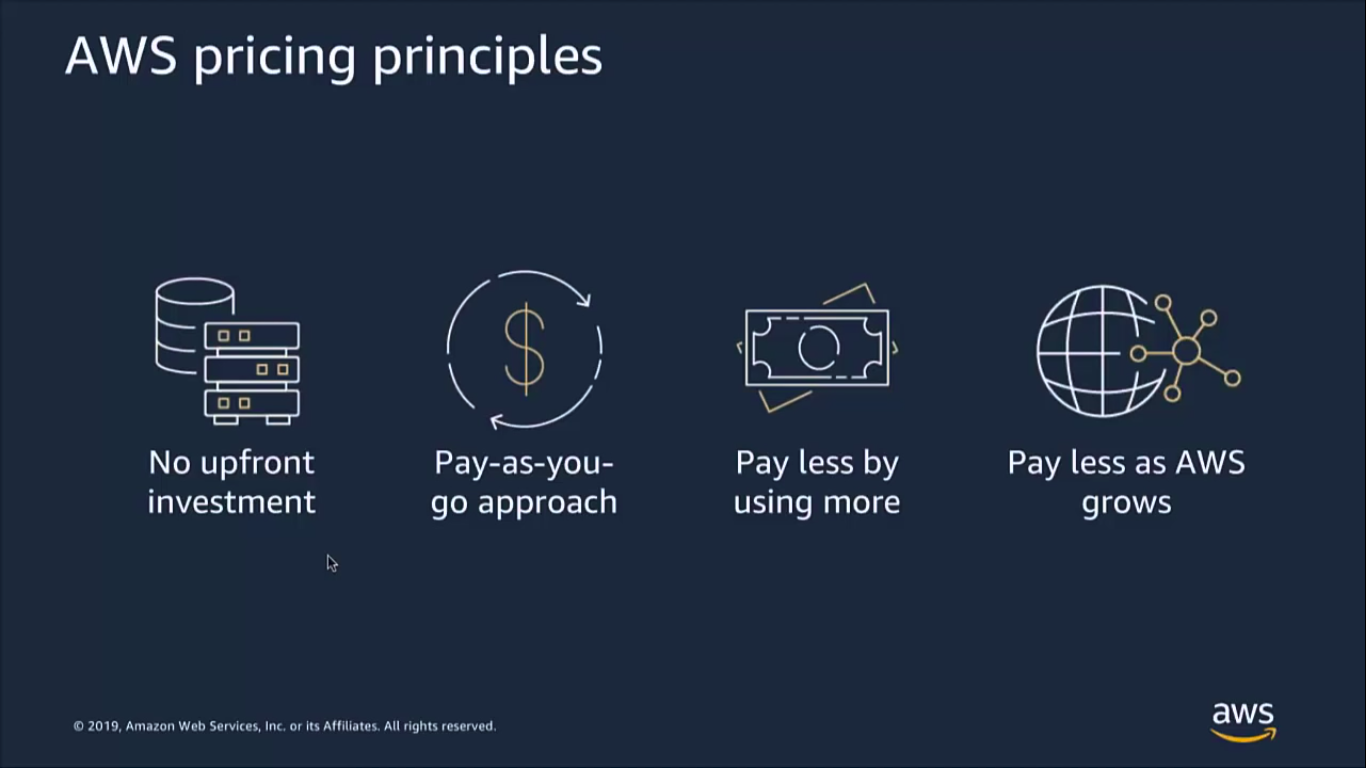 AWS pricing principles
No upfront
investment
Pay-as-you-
go approach
Pay less by
using more
Pay less as AWS
grows
© 2019, Amazon Web Services, Inc. or its Affiliates. All rights reserved.
aws